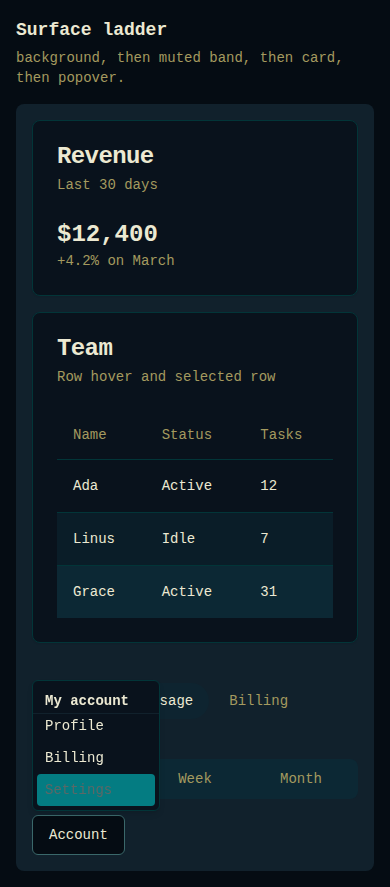 Surface ladder
background, then muted band, then card,
then popover.
Revenue
Last 30 days
$12,400
+4.2% on March
Team
Row hover and selected row
Name Status Tasks
Ada Active 12
Linus Idle 7
Grace Active 31
My account
sage Billing
Profile
Billing
Week Month
Settings
Account